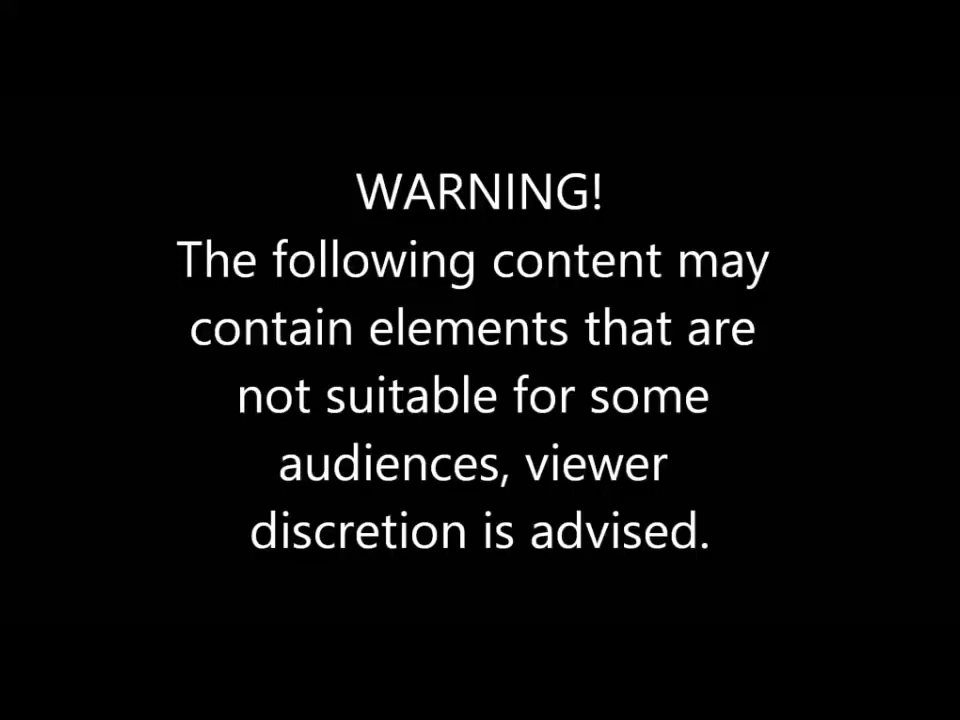 WARNING!
The following content may
contain elements that are
not suitable for some
audiences, viewer
discretion is advised.